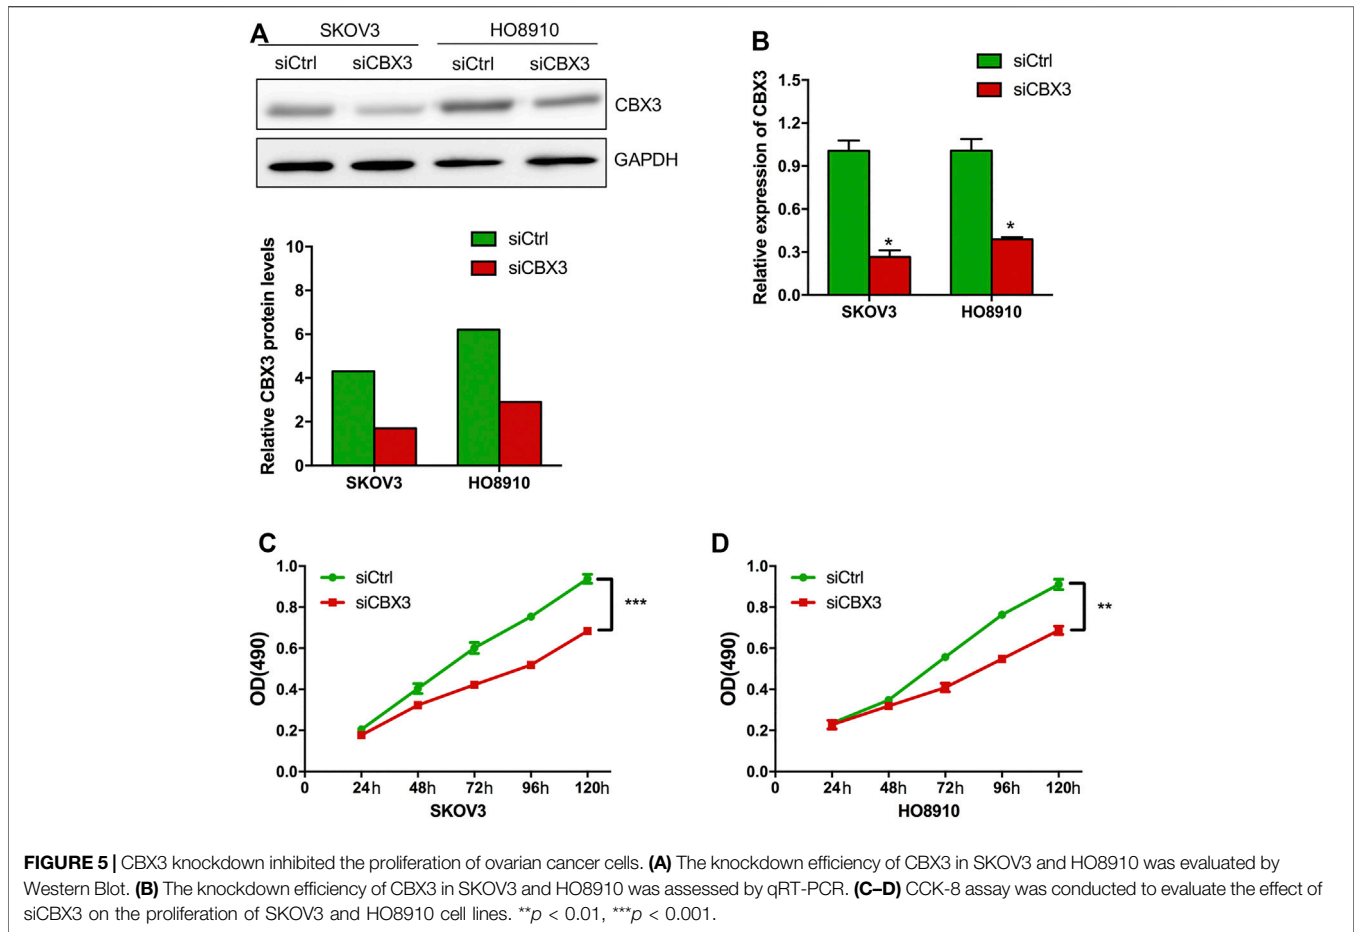 A
SKOV3 HO8910
siCtrl siCBX3 siCtrl siCBX3
CBX3
GAPDH
siCtrl
siCBX3
Relative CBX3 protein levels
10
8
6
4
2
0
SKOV3 HO8910
B
siCtrl
siCBX3
Relative expression of CBX3
1.5
1.2
0.9
0.6
0.3
0.0
* *
SKOV3 HO8910
C
siCtrl
siCBX3
OD(490)
1.0
0.8
0.6
0.4
0.2
0.0
***
0 24h 48h 72h 96h 120h
SKOV3
D
siCtrl
siCBX3
OD(490)
1.0
0.8
0.6
0.4
0.2
0.0
**
0 24h 48h 72h 96h 120h
HO8910
FIGURE 5 | CBX3 knockdown inhibited the proliferation of ovarian cancer cells. (A) The knockdown efficiency of CBX3 in SKOV3 and HO8910 was evaluated by
Western Blot. (B) The knockdown efficiency of CBX3 in SKOV3 and HO8910 was assessed by qRT-PCR. (C–D) CCK-8 assay was conducted to evaluate the effect of
siCBX3 on the proliferation of SKOV3 and HO8910 cell lines. **p < 0.01, ***p < 0.001.